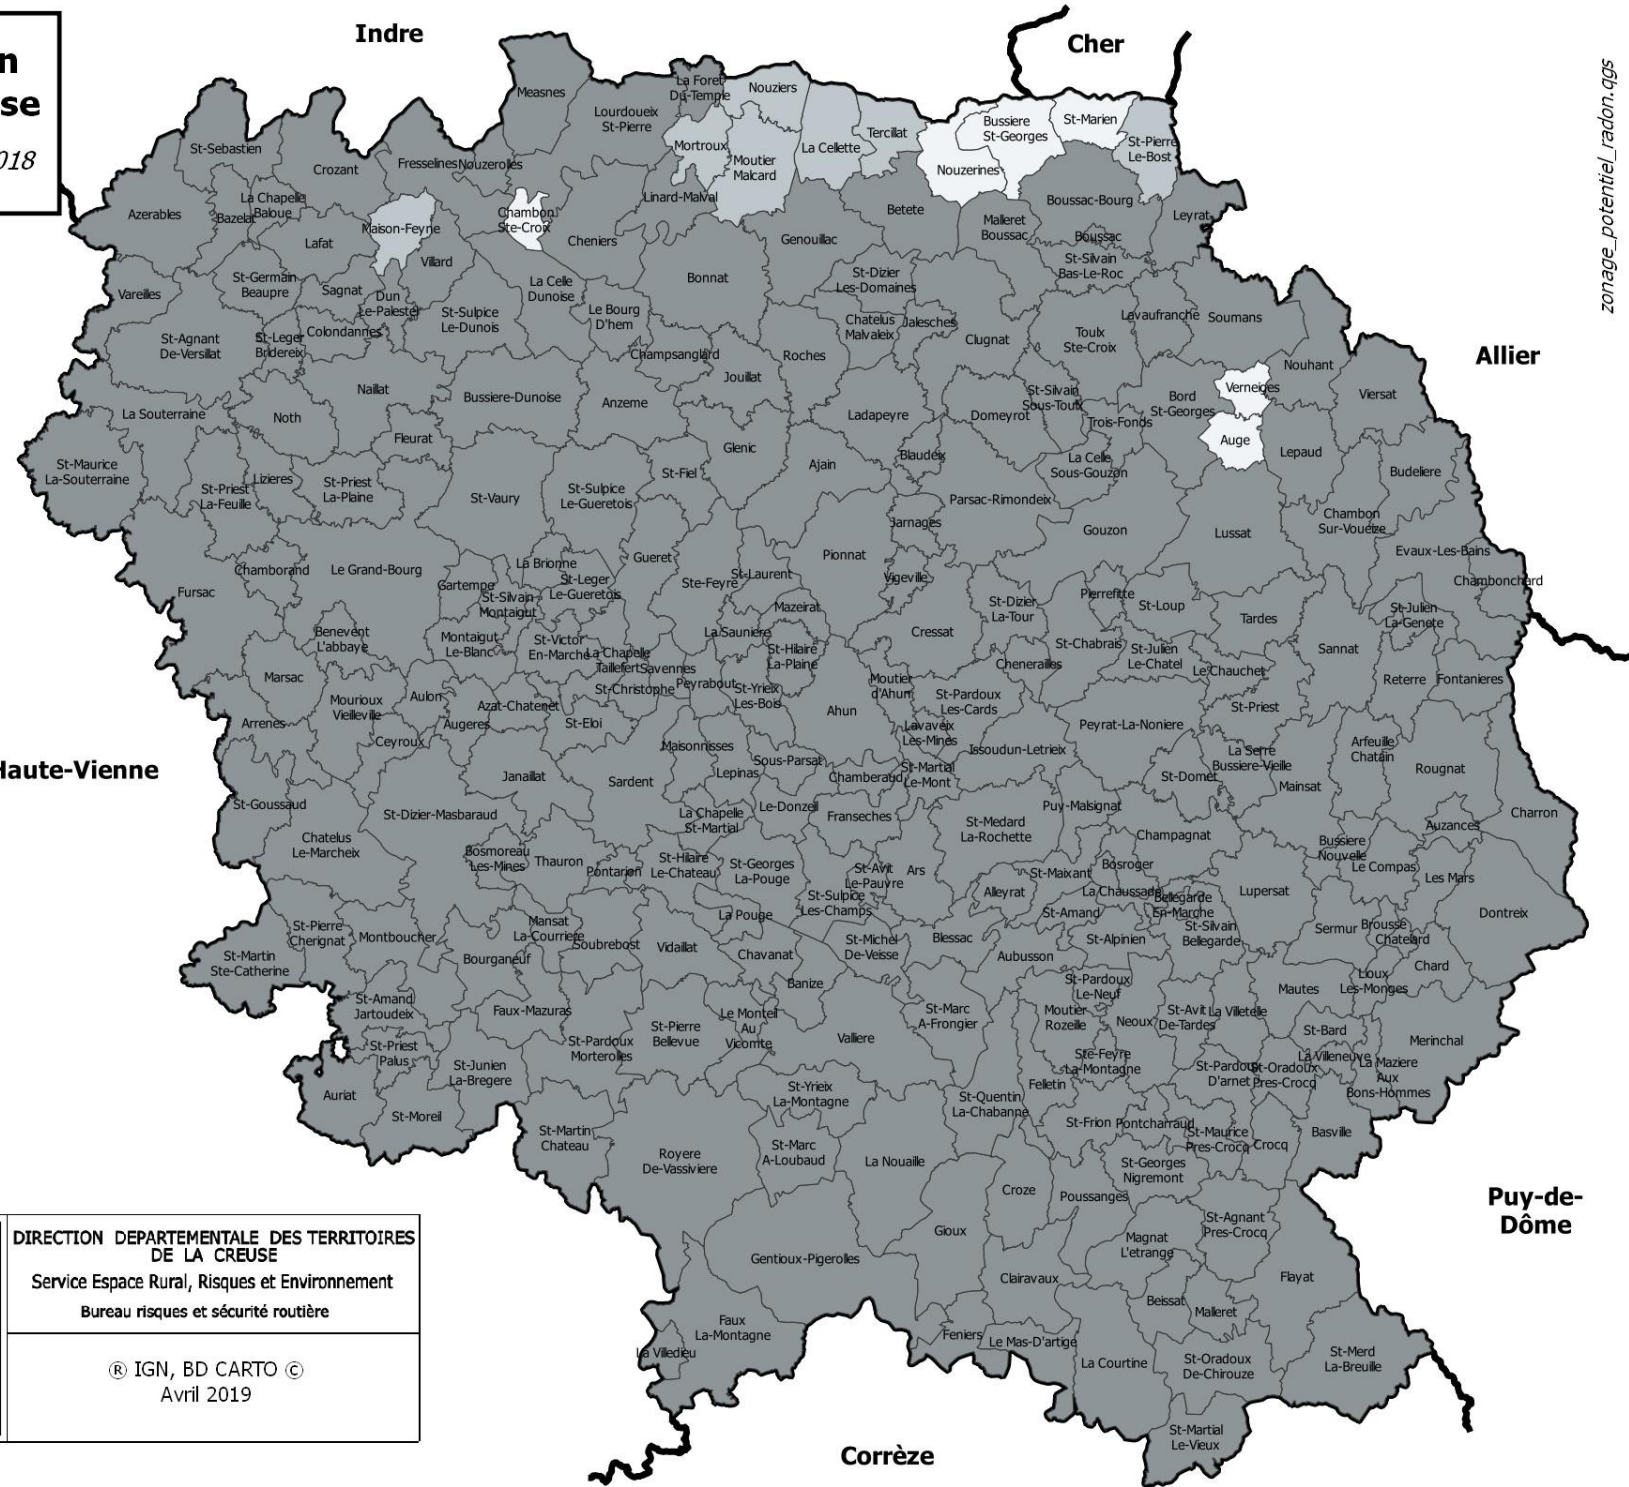 n
se
018
Indre
Cher
zonage_potentiel_radon.qgs
Allier
Haute-Vienne
Puy-de-
Dôme
Corrèze
Measnes
La Foret
Du-Temple
Nouziers
Lourdoueix
St-Pierre
Bussiere
St-Georges
St-Marien
St-Sebastien
Mortroux
Tercillat
La Cellette
St-Pierre
Le-Bost
Crozant
Fresselines
Nouzerolles
Moutier
Malcard
Nouzerines
Azerables
Bazelat
La Chapelle
Baloue
Linard-Malval
Boussac-Bourg
Chambon
Ste-Croix
Betete
Malleret
Boussac
Leyrat
Lafat
Maison-Feyne
Cheniers
Genouillac
Boussac
Villard
St-Silvain
Bas-Le-Roc
Vareilles
St-Germain
Beaupre
Sagnat
Dun
Le-Palestel
La Celle
Dunoise
Bonnat
St-Dizier
Les-Domaines
St-Sulpice
Le-Dunois
Le Bourg
D'hem
Chatelus
Malvaleix
Jalesches
Lavaufranche
Soumans
St-Agnant
De-Versillat
St-Leger
Bridereix
Colondannes
Clugnat
Toulx
Ste-Croix
Champsanglard
Roches
Nouhant
Jouillat
Naillat
Bussiere-Dunoise
Anzeme
St-Silvain
Sous-Toulx
Verneiges
Viersat
La Souterraine
Noth
Ladapeyre
Domeyrot
Bord
St-Georges
Trois-Fonds
Fleurat
Glenic
Auge
Lepaud
St-Maurice
La-Souterraine
St-Priest
La-Feuille
Lizieres
St-Priest
La-Plaine
St-Fiel
Ajain
Blaudeix
La Celle
Sous-Gouzon
Budeliere
St-Vaury
St-Sulpice
Le-Gueretois
Parsac-Rimondeix
Jarnages
Gouzon
Lussat
Chambon
Sur-Voueize
Evaux-Les-Bains
Fursac
Chamborand
Le Grand-Bourg
La Brionne
Gueret
Pionnat
Chambonchard
Gartempe
St-Leger
Le-Gueretois
Ste-Feyre
St-Laurent
Vigeville
St-Silvain
Montaigut
Pierrefitte
St-Loup
Mazeirat
St-Dizier
La-Tour
St-Julien
La-Genete
Tardes
Benevent
L'abbaye
Montaigut
Le-Blanc
St-Victor
En-Marche
La Sauniere
Cressat
St-Chabrais
St-Julien
Le-Chatel
Sannat
La Chapelle
Taillefert
Savennes
St-Hilaire
La-Plaine
Chenerailles
Le Chauchet
Marsac
St-Christophe
Peyrabout
St-Yrieix
Les-Bois
Moutier
d'Ahun
St-Pardoux
Les-Cards
Reterre
Fontanieres
Mourioux
Vieilleville
Aulon
Azat-Chatenet
St-Priest
Arrenes
Augeres
St-Eloi
Ahun
Lavaveix
Les-Mines
Peyrat-La-Noniere
Ceyroux
Maisonnisses
Issoudun-Letrieix
La Serre
Bussiere-Vieille
Arfeuille
Chatain
Janaillat
Sardent
Lepinas
Sous-Parsat
Chamberaud
St-Martial
Le-Mont
St-Domet
Mainsat
Rougnat
St-Goussaud
St-Dizier-Masbaraud
La Chapelle
St-Martial
Le-Donzeil
Franseches
Puy-Malsignat
Charron
St-Medard
La-Rochette
Champagnat
Auzances
Chatelus
Le-Marcheix
Bosmoreau
Les-Mines
Thauron
Pontarion
St-Hilaire
Le-Chateau
St-Georges
La-Pouge
St-Avit
Le-Pauvre
Ars
St-Maixant
Bosroger
Bussiere
Nouvelle
Le Compas
Les Mars
St-Sulpice
Les-Champs
Alleyrat
La Chaussade
Bellegarde
En-Marche
Lupersat
La Pouge
St-Amand
Dontreix
St-Pierre
Cherignat
Montboucher
Mansat
La-Courriere
Soubrebost
Vidaillat
St-Silvain
Bellegarde
Sermur
Brousse
Chatelard
St-Martin
Ste-Catherine
Bourganeuf
Chavanat
St-Michel
De-Veisse
Blessac
Aubusson
St-Alpinien
Chard
Banize
St-Pardoux
Le-Neuf
Mautes
Lioux
Les-Monges
St-Amand
Jartoudeix
Faux-Mazuras
Le Monteil
Au
Vicomte
St-Marc
A-Frongier
Moutier
Rozeille
Neoux
St-Avit
De-Tardes
La Villetelle
St-Bard
Merinchal
St-Priest
Palus
St-Pardoux
Morterolles
St-Pierre
Bellevue
Valliere
Ste-Feyre
La-Montagne
La Villeneuve
La Maziere
Aux
Bons-Hommes
St-Junien
La-Bregere
St-Pardoux
D'arnet
St-Oradoux
Pres-Crocq
Auriat
St-Yrieix
La-Montagne
St-Quentin
La-Chabanne
Felletin
St-Moreil
St-Martin
Chateau
St-Frion
Pontcharraud
St-Maurice
Pres-Crocq
Crocq
Basville
Royere
De-Vassiviere
St-Marc
A-Loubaud
La Nouaille
St-Georges
Nigremont
Croze
Poussanges
Gioux
St-Agnant
Pres-Crocq
Gentioux-Pigerolles
Magnat
L'etrange
Clairavaux
Flayat
Beissat
Malleret
Faux
La-Montagne
La Villedieu
Feniers
Le Mas-D'artige
La Courtine
St-Oradoux
De-Chirouze
St-Merd
La-Breuille
St-Martial
Le-Vieux
DIRECTION DEPARTEMENTALE DES TERRITOIRES
DE LA CREUSE
Service Espace Rural, Risques et Environnement
Bureau risques et sécurité routière
® IGN, BD CARTO ©
Avril 2019